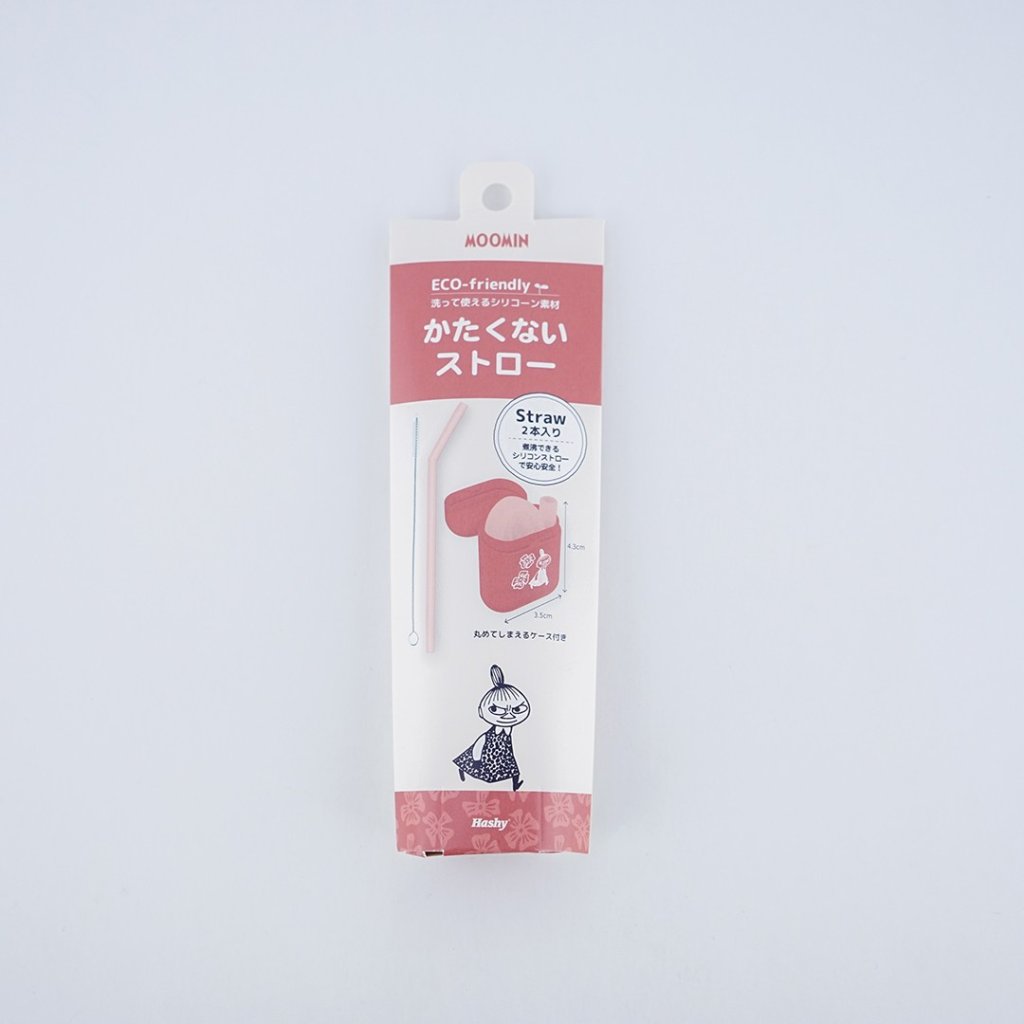 MOOMIN
ECO-friendly
洗って使えるシリコーン素材
かたくない
ストロー
Straw
2本入り
煮沸できる
シリコンストロー
で安心安全！
4.3cm
3.5cm
丸めてしまえるケース付き
Hashy